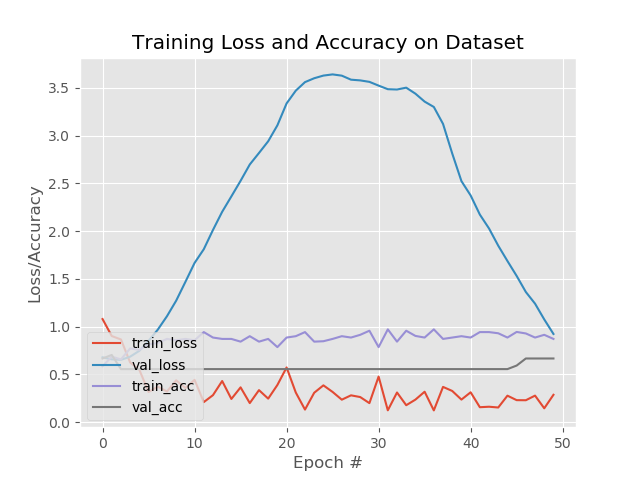 Training Loss and Accuracy on Dataset
Loss/Accuracy
3.5
3.0
2.5
2.0
1.5
1.0
0.5
0.0
train_loss
val_loss
train_acc
val_acc
0 10 20 30 40 50
Epoch #